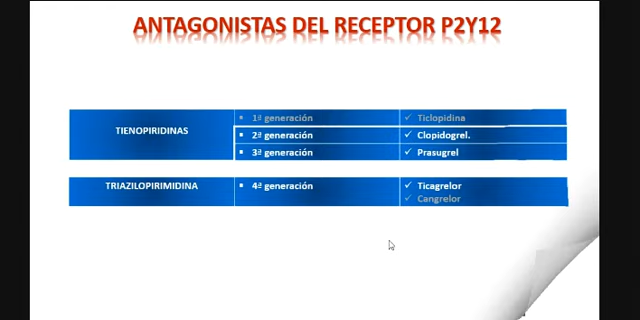 ANTAGONISTAS DEL RECEPTOR P2Y12
TIENOPIRIDINAS
▪ 1ª generación ✓ Ticlopidina
▪ 2ª generación ✓ Clopidogrel.
▪ 3ª generación ✓ Prasugrel
TRIAZILOPIRIMIDINA ▪ 4ª generación ✓ Ticagrelor
✓ Cangrelor